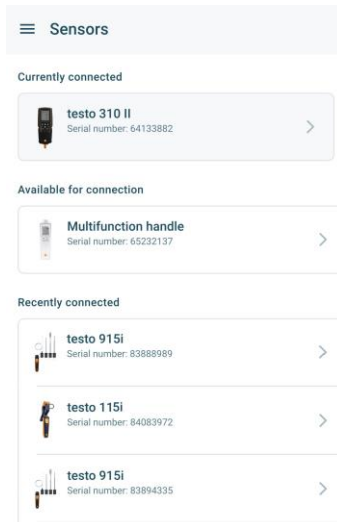 Sensors
Currently connected
testo 310 II
Serial number: 64133882
Available for connection
Multifunction handle
Serial number: 65232137
Recently connected
testo 915i
Serial number: 83888989
testo 115i
Serial number: 84083972
testo 915i
Serial number: 83894335